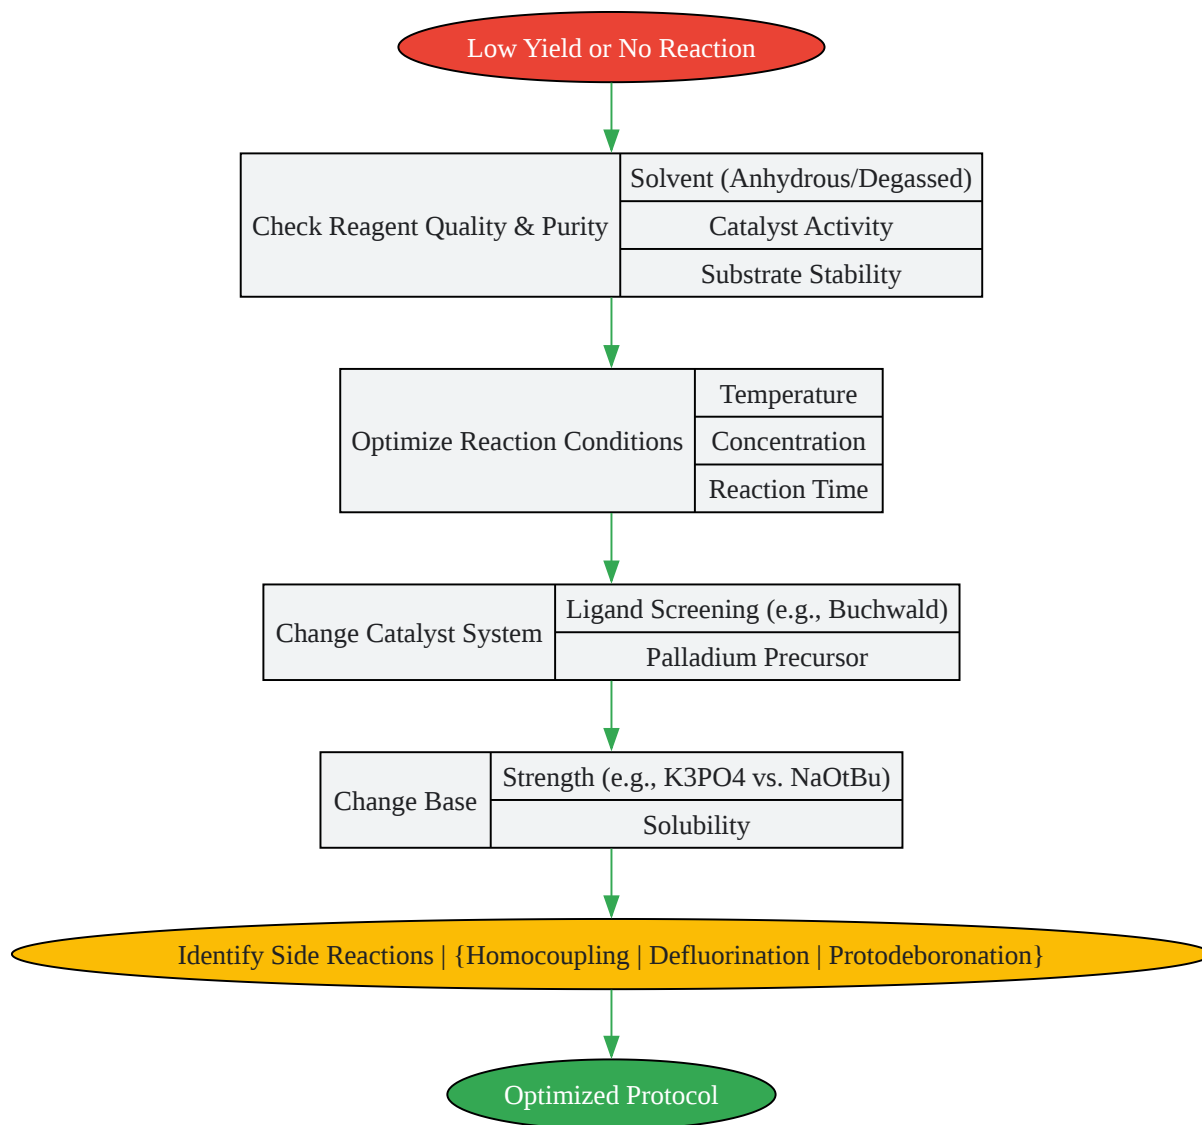 Low Yield or No Reaction
Check Reagent Quality & Purity
Solvent (Anhydrous/Degassed)
Catalyst Activity
Substrate Stability
Optimize Reaction Conditions
Temperature
Concentration
Reaction Time
Change Catalyst System
Ligand Screening (e.g., Buchwald)
Palladium Precursor
Change Base
Strength (e.g., K3PO4 vs. NaOtBu)
Solubility
Identify Side Reactions | {Homocoupling | Defluorination | Protodeboronation}
Optimized Protocol